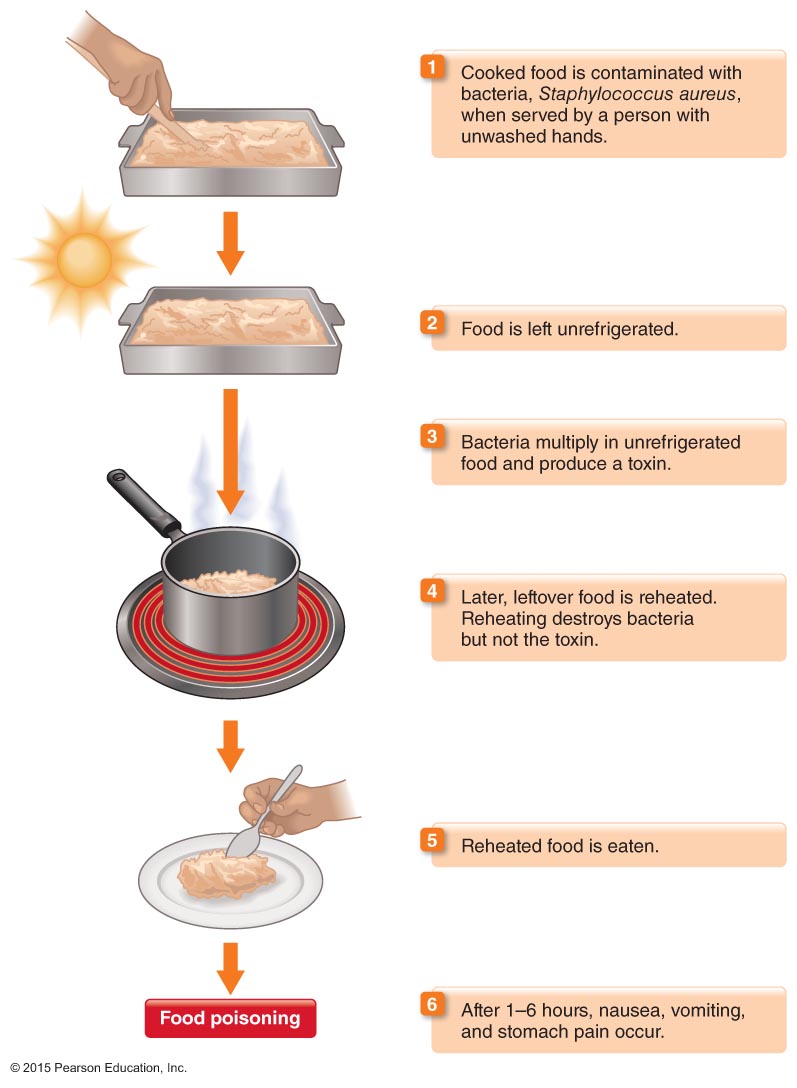 1
Cooked food is contaminated with
bacteria, Staphylococcus aureus,
when served by a person with
unwashed hands.
2
Food is left unrefrigerated.
3
Bacteria multiply in unrefrigerated
food and produce a toxin.
4
Later, leftover food is reheated.
Reheating destroys bacteria
but not the toxin.
5
Reheated food is eaten.
Food poisoning
6
After 1–6 hours, nausea, vomiting,
and stomach pain occur.
© 2015 Pearson Education, Inc.